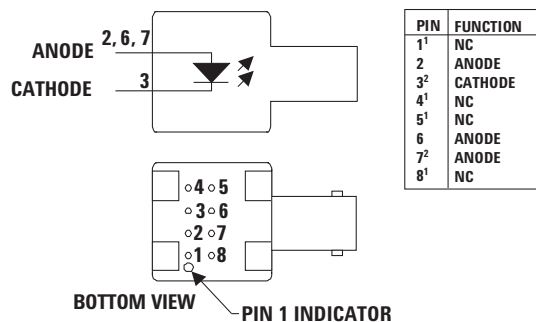 ANODE 2, 6, 7
CATHODE 3
4 5
3 6
2 7
1 8
BOTTOM VIEW
PIN 1 INDICATOR
PIN FUNCTION
1¹ NC
2 ANODE
3² CATHODE
4¹ NC
5¹ NC
6 ANODE
7² ANODE
8¹ NC